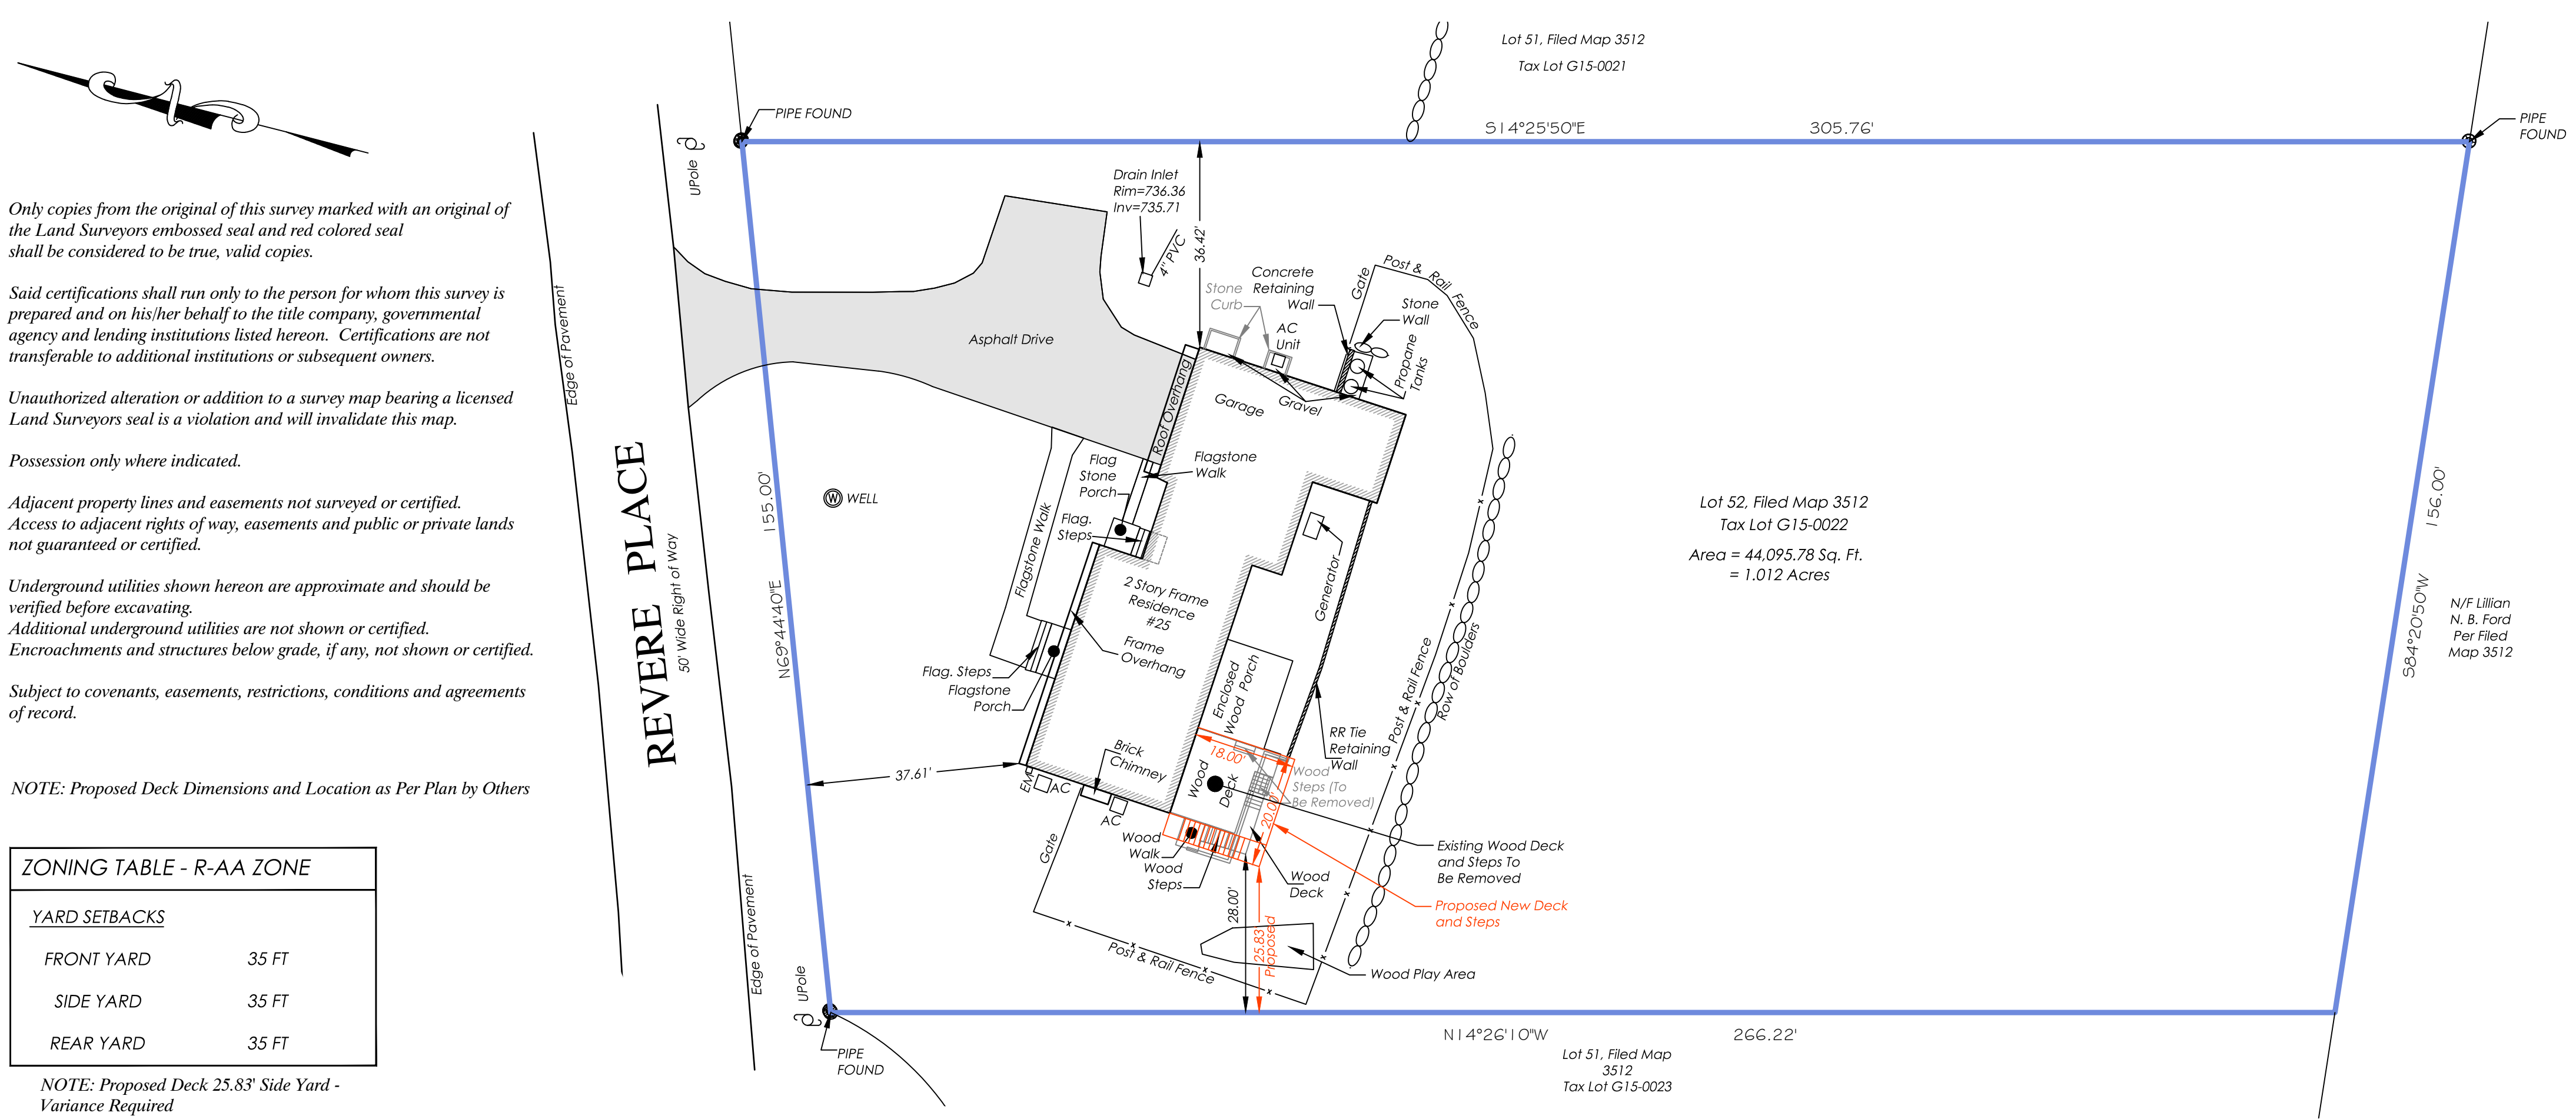 Lot 51, Filed Map 3512
Tax Lot G15-0021
PIPE FOUND
S14°25'50"E
305.76'
PIPE
FOUND
UPole
Only copies from the original of this survey marked with an original of
the Land Surveyors embossed seal and red colored seal
shall be considered to be true, valid copies.
Said certifications shall run only to the person for whom this survey is
prepared and on his/her behalf to the title company, governmental
agency and lending institutions listed hereon. Certifications are not
transferable to additional institutions or subsequent owners.
Unauthorized alteration or addition to a survey map bearing a licensed
Land Surveyors seal is a violation and will invalidate this map.
Possession only where indicated.
Adjacent property lines and easements not surveyed or certified.
Access to adjacent rights of way, easements and public or private lands
not guaranteed or certified.
Underground utilities shown hereon are approximate and should be
verified before excavating.
Additional underground utilities are not shown or certified.
Encroachments and structures below grade, if any, not shown or certified.
Subject to covenants, easements, restrictions, conditions and agreements
of record.
NOTE: Proposed Deck Dimensions and Location as Per Plan by Others
ZONING TABLE - R-AA ZONE
YARD SETBACKS
FRONT YARD 35 FT
SIDE YARD 35 FT
REAR YARD 35 FT
NOTE: Proposed Deck 25.83' Side Yard -
Variance Required
Edge of Pavement
REVERE PLACE
50' Wide Right of Way
Edge of Pavement
UPole
PIPE
FOUND
N69°44'40"E
155.00'
WELL
Asphalt Drive
Drain Inlet
Rim=736.36
Inv=735.71
4" PVC
36.42'
Stone
Curb
Concrete
Retaining
Wall
AC
Unit
Gate
Post & Rail Fence
Stone
Wall
Propane
Tanks
Gravel
Garage
Roof Overhang
Flagstone
Walk
Flag
Stone
Porch
Flag.
Steps
Flagstone Walk
2 Story Frame
Residence
#25
Frame
Overhang
Flag. Steps
Flagstone
Porch
Generator
Enclosed
Wood Porch
RR Tie
Retaining
Wall
Post & Rail Fence
Row of Boulders
37.61'
EM
AC
Brick
Chimney
AC
18.00'
Wood
Deck
Wood
Steps (To
Be Removed)
20.00'
Wood
Walk
Wood
Steps
Wood
Deck
Existing Wood Deck
and Steps To
Be Removed
Proposed New Deck
and Steps
Gate
28.00'
25.83'
Proposed
Wood Play Area
Post & Rail Fence
Lot 52, Filed Map 3512
Tax Lot G15-0022
Area = 44,095.78 Sq. Ft.
= 1.012 Acres
S84°20'50"W
156.00'
N/F Lillian
N. B. Ford
Per Filed
Map 3512
N14°26'10"W
266.22'
Lot 51, Filed Map
3512
Tax Lot G15-0023